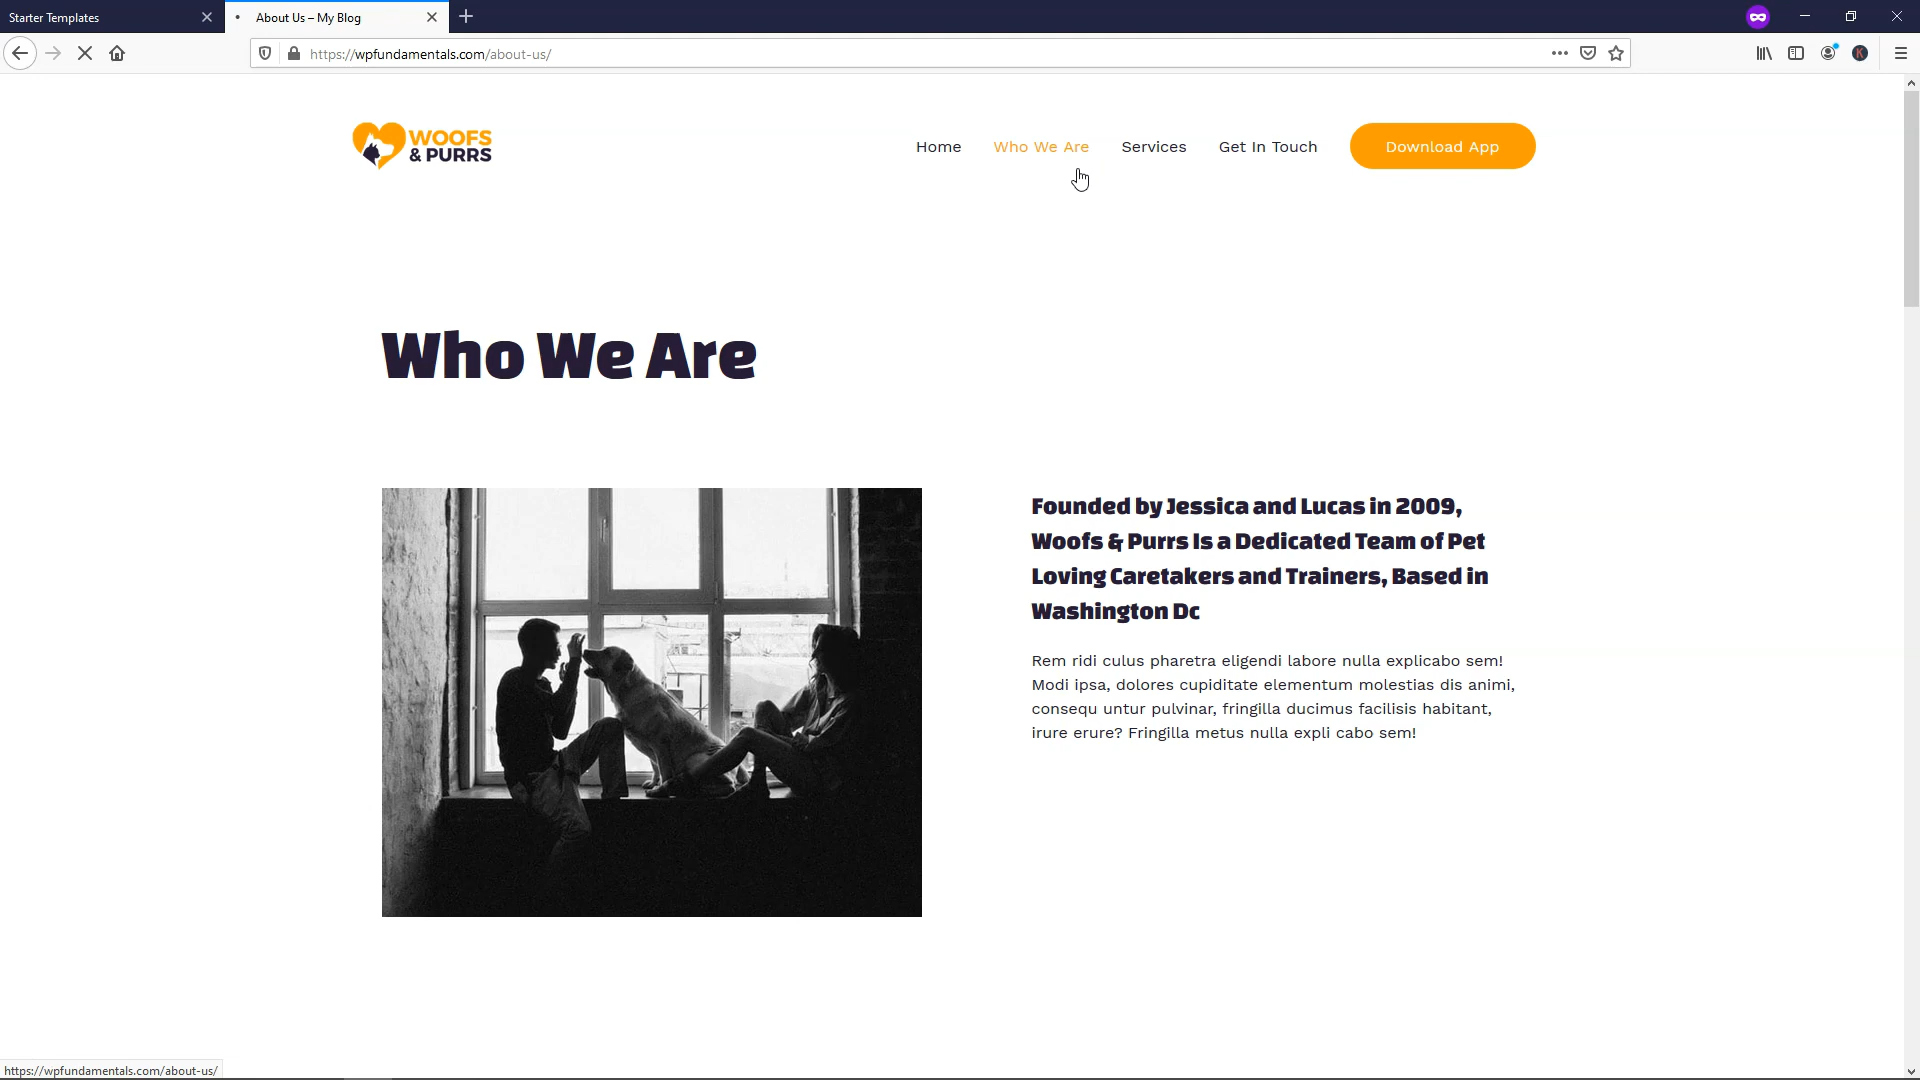 Starter Templates
About Us – My Blog
https://wpfundamentals.com/about-us/
WOOFS
& PURRS
Home
Who We Are
Services
Get In Touch
Download App
Who We Are
Founded by Jessica and Lucas in 2009,
Woofs & Purrs Is a Dedicated Team of Pet
Loving Caretakers and Trainers, Based in
Washington Dc
Rem ridi culus pharetra eligendi labore nulla explicabo sem!
Modi ipsa, dolores cupiditate elementum molestias dis animi,
consequ untur pulvinar, fringilla ducimus facilisis habitant,
irure erure? Fringilla metus nulla expli cabo sem!
https://wpfundamentals.com/about-us/